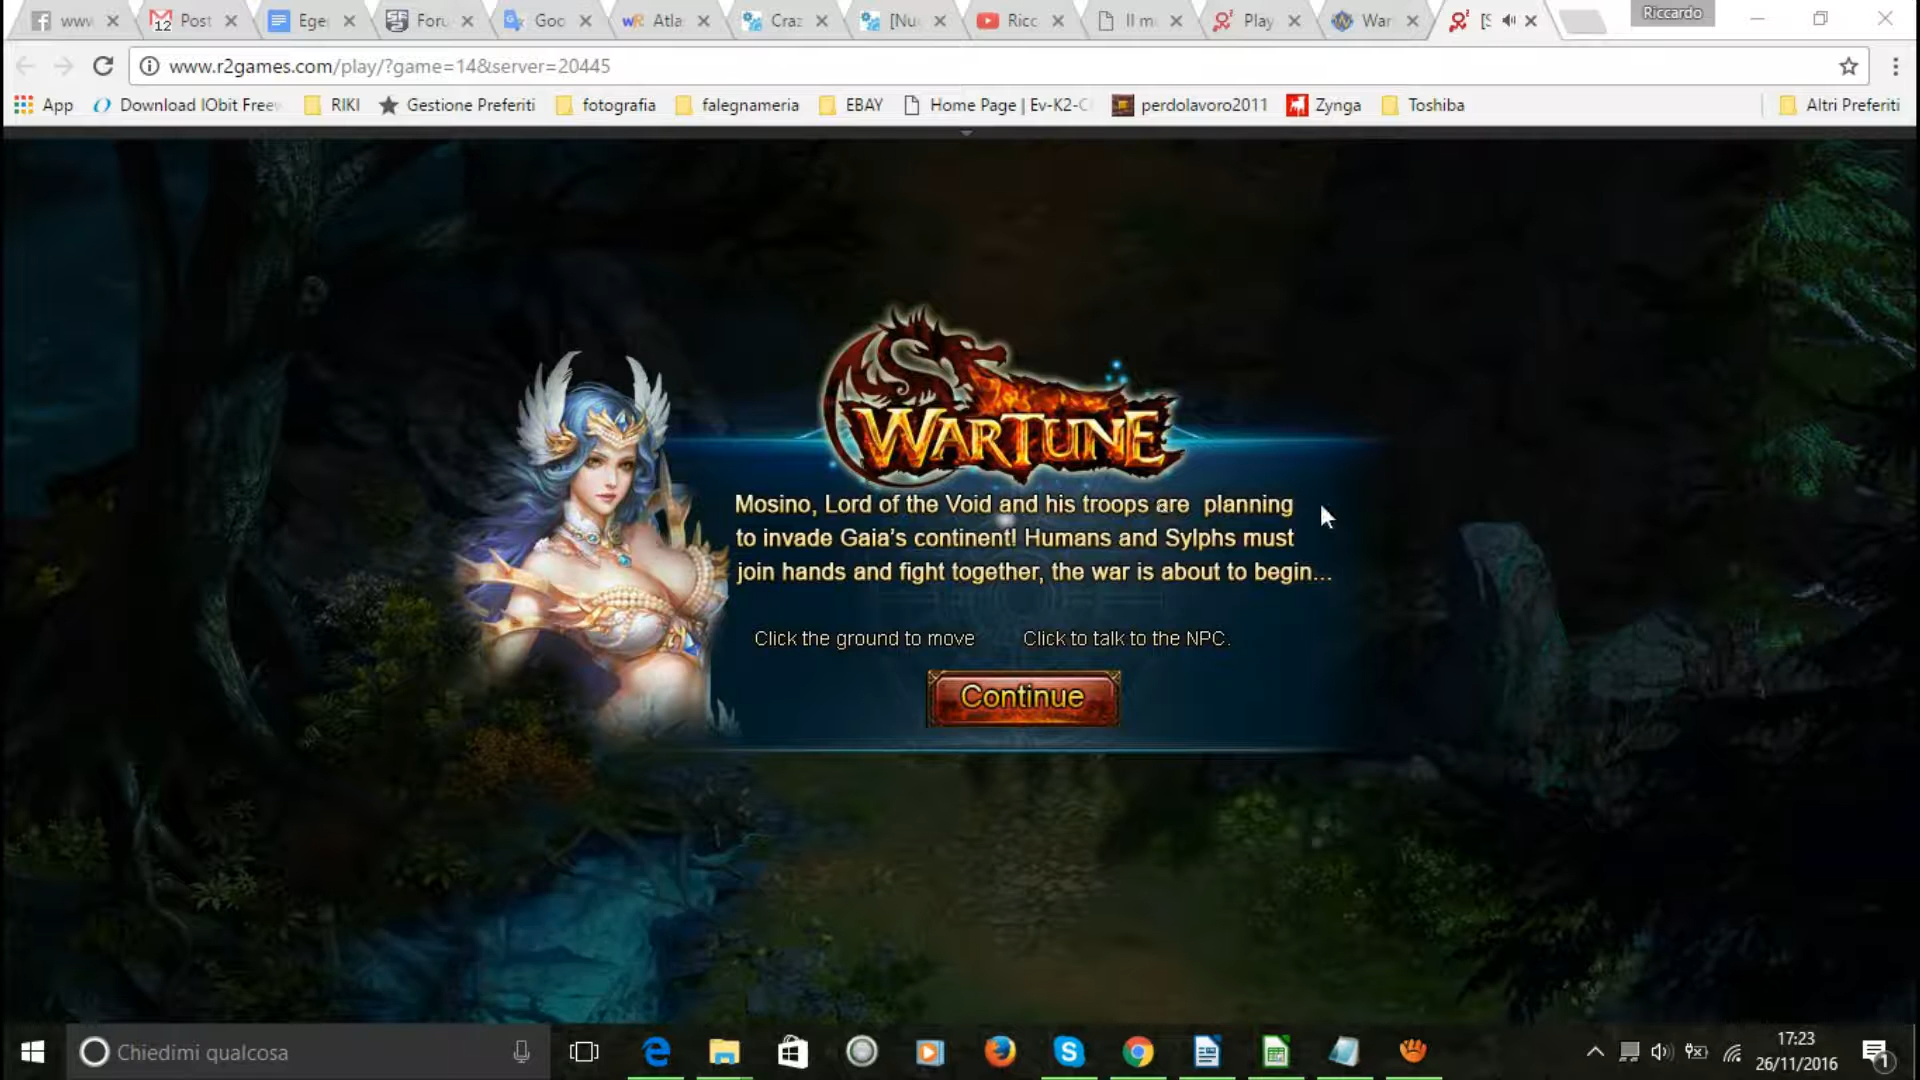 www
12
Post
Ege
Foru
Goo
wR Atla
Craz
[Nu
Ricc
Il m
Play
War
[S
Riccardo
www.r2games.com/play/?game=14&server=20445
App
Download IObit Freew
RIKI
Gestione Preferiti
fotografia
falegnameria
EBAY
Home Page | Ev-K2-C
perdolavoro2011
Zynga
Toshiba
Altri Preferiti
WARTUNE
Mosino, Lord of the Void and his troops are planning
to invade Gaia's continent! Humans and Sylphs must
join hands and fight together, the war is about to begin...
Click the ground to move
Click to talk to the NPC.
Continue
Chiedimi qualcosa
17:23
26/11/2016
1